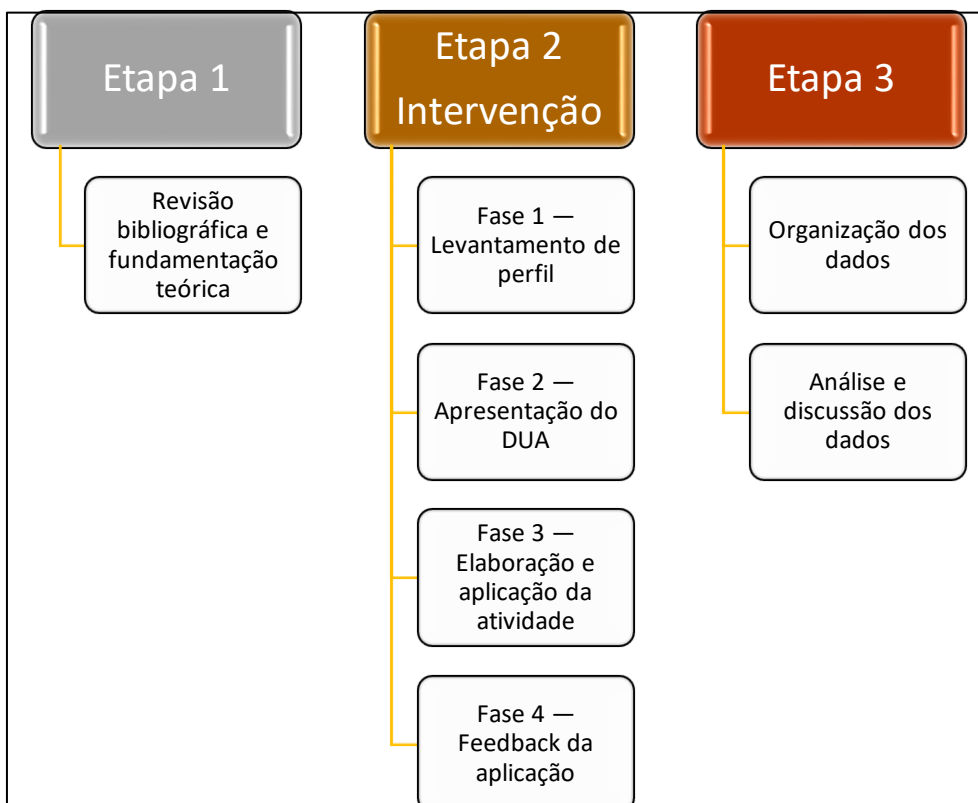 Etapa 1
Revisão
bibliográfica e
fundamentação
teórica
Etapa 2
Intervenção
Fase 1 —
Levantamento de
perfil
Fase 2 —
Apresentação do
DUA
Fase 3 —
Elaboração e
aplicação da
atividade
Fase 4 —
Feedback da
aplicação
Etapa 3
Organização dos
dados
Análise e
discussão dos
dados